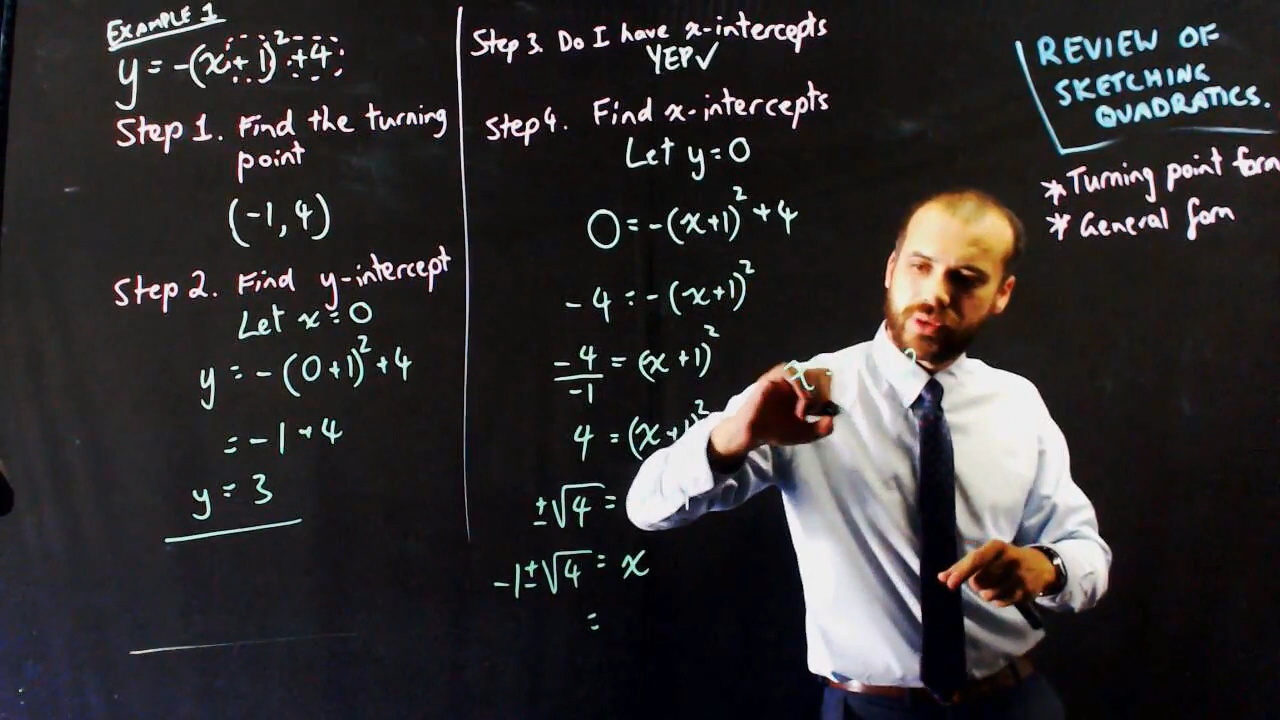 EXAMPLE 1
y = -(x+1)² +4
Step 1. Find the turning
point
(-1, 4)
Step 2. Find y-intercept
Let x = 0
y = -(0+1)² +4
= -1 +4
y = 3
Step 3. Do I have x-intercepts
YEP ✓
Step 4. Find x-intercepts
Let y=0
0 = -(x+1)² +4
-4 = -(x+1)²
-4/-1 = (x+1)²
4 = (x+1)²
±√4 =
-1±√4 = x
=
REVIEW OF
SKETCHING
QUADRATICS.
* Turning point form
* General form